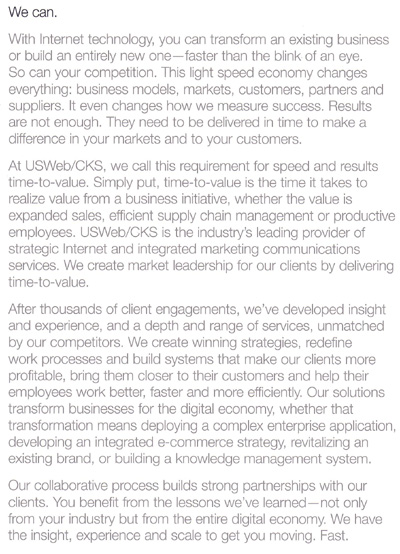 We can.
With Internet technology, you can transform an existing business
or build an entirely new one—faster than the blink of an eye.
So can your competition. This light speed economy changes
everything: business models, markets, customers, partners and
suppliers. It even changes how we measure success. Results
are not enough. They need to be delivered in time to make a
difference in your markets and to your customers.
At USWeb/CKS, we call this requirement for speed and results
time-to-value. Simply put, time-to-value is the time it takes to
realize value from a business initiative, whether the value is
expanded sales, efficient supply chain management or productive
employees. USWeb/CKS is the industry's leading provider of
strategic Internet and integrated marketing communications
services. We create market leadership for our clients by delivering
time-to-value.
After thousands of client engagements, we've developed insight
and experience, and a depth and range of services, unmatched
by our competitors. We create winning strategies, redefine
work processes and build systems that make our clients more
profitable, bring them closer to their customers and help their
employees work better, faster and more efficiently. Our solutions
transform businesses for the digital economy, whether that
transformation means deploying a complex enterprise application,
developing an integrated e-commerce strategy, revitalizing an
existing brand, or building a knowledge management system.
Our collaborative process builds strong partnerships with our
clients. You benefit from the lessons we've learned—not only
from your industry but from the entire digital economy. We have
the insight, experience and scale to get you moving. Fast.